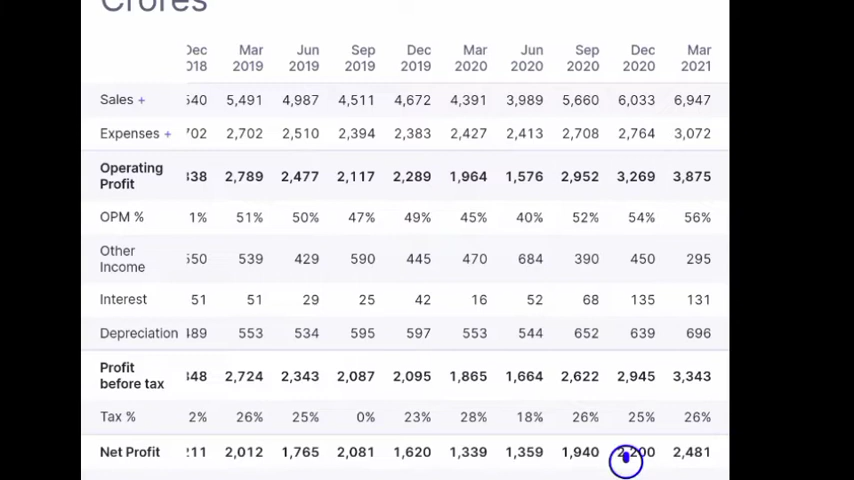 Crores
Mar Jun Sep Dec Mar Jun Sep Dec Mar
2019 2019 2019 2019 2020 2020 2020 2020 2021
Sales + 5,491 4,987 4,511 4,672 4,391 3,989 5,660 6,033 6,947
Expenses + 2,702 2,510 2,394 2,383 2,427 2,413 2,708 2,764 3,072
Operating
Profit 2,789 2,477 2,117 2,289 1,964 1,576 2,952 3,269 3,875
OPM % 1% 51% 50% 47% 49% 45% 40% 52% 54% 56%
Other
Income 539 429 590 445 470 684 390 450 295
Interest 51 51 29 25 42 16 52 68 135 131
Depreciation 553 534 595 597 553 544 652 639 696
Profit
before tax 2,724 2,343 2,087 2,095 1,865 1,664 2,622 2,945 3,343
Tax % 2% 26% 25% 0% 23% 28% 18% 26% 25% 26%
Net Profit 2,012 1,765 2,081 1,620 1,339 1,359 1,940 2,200 2,481